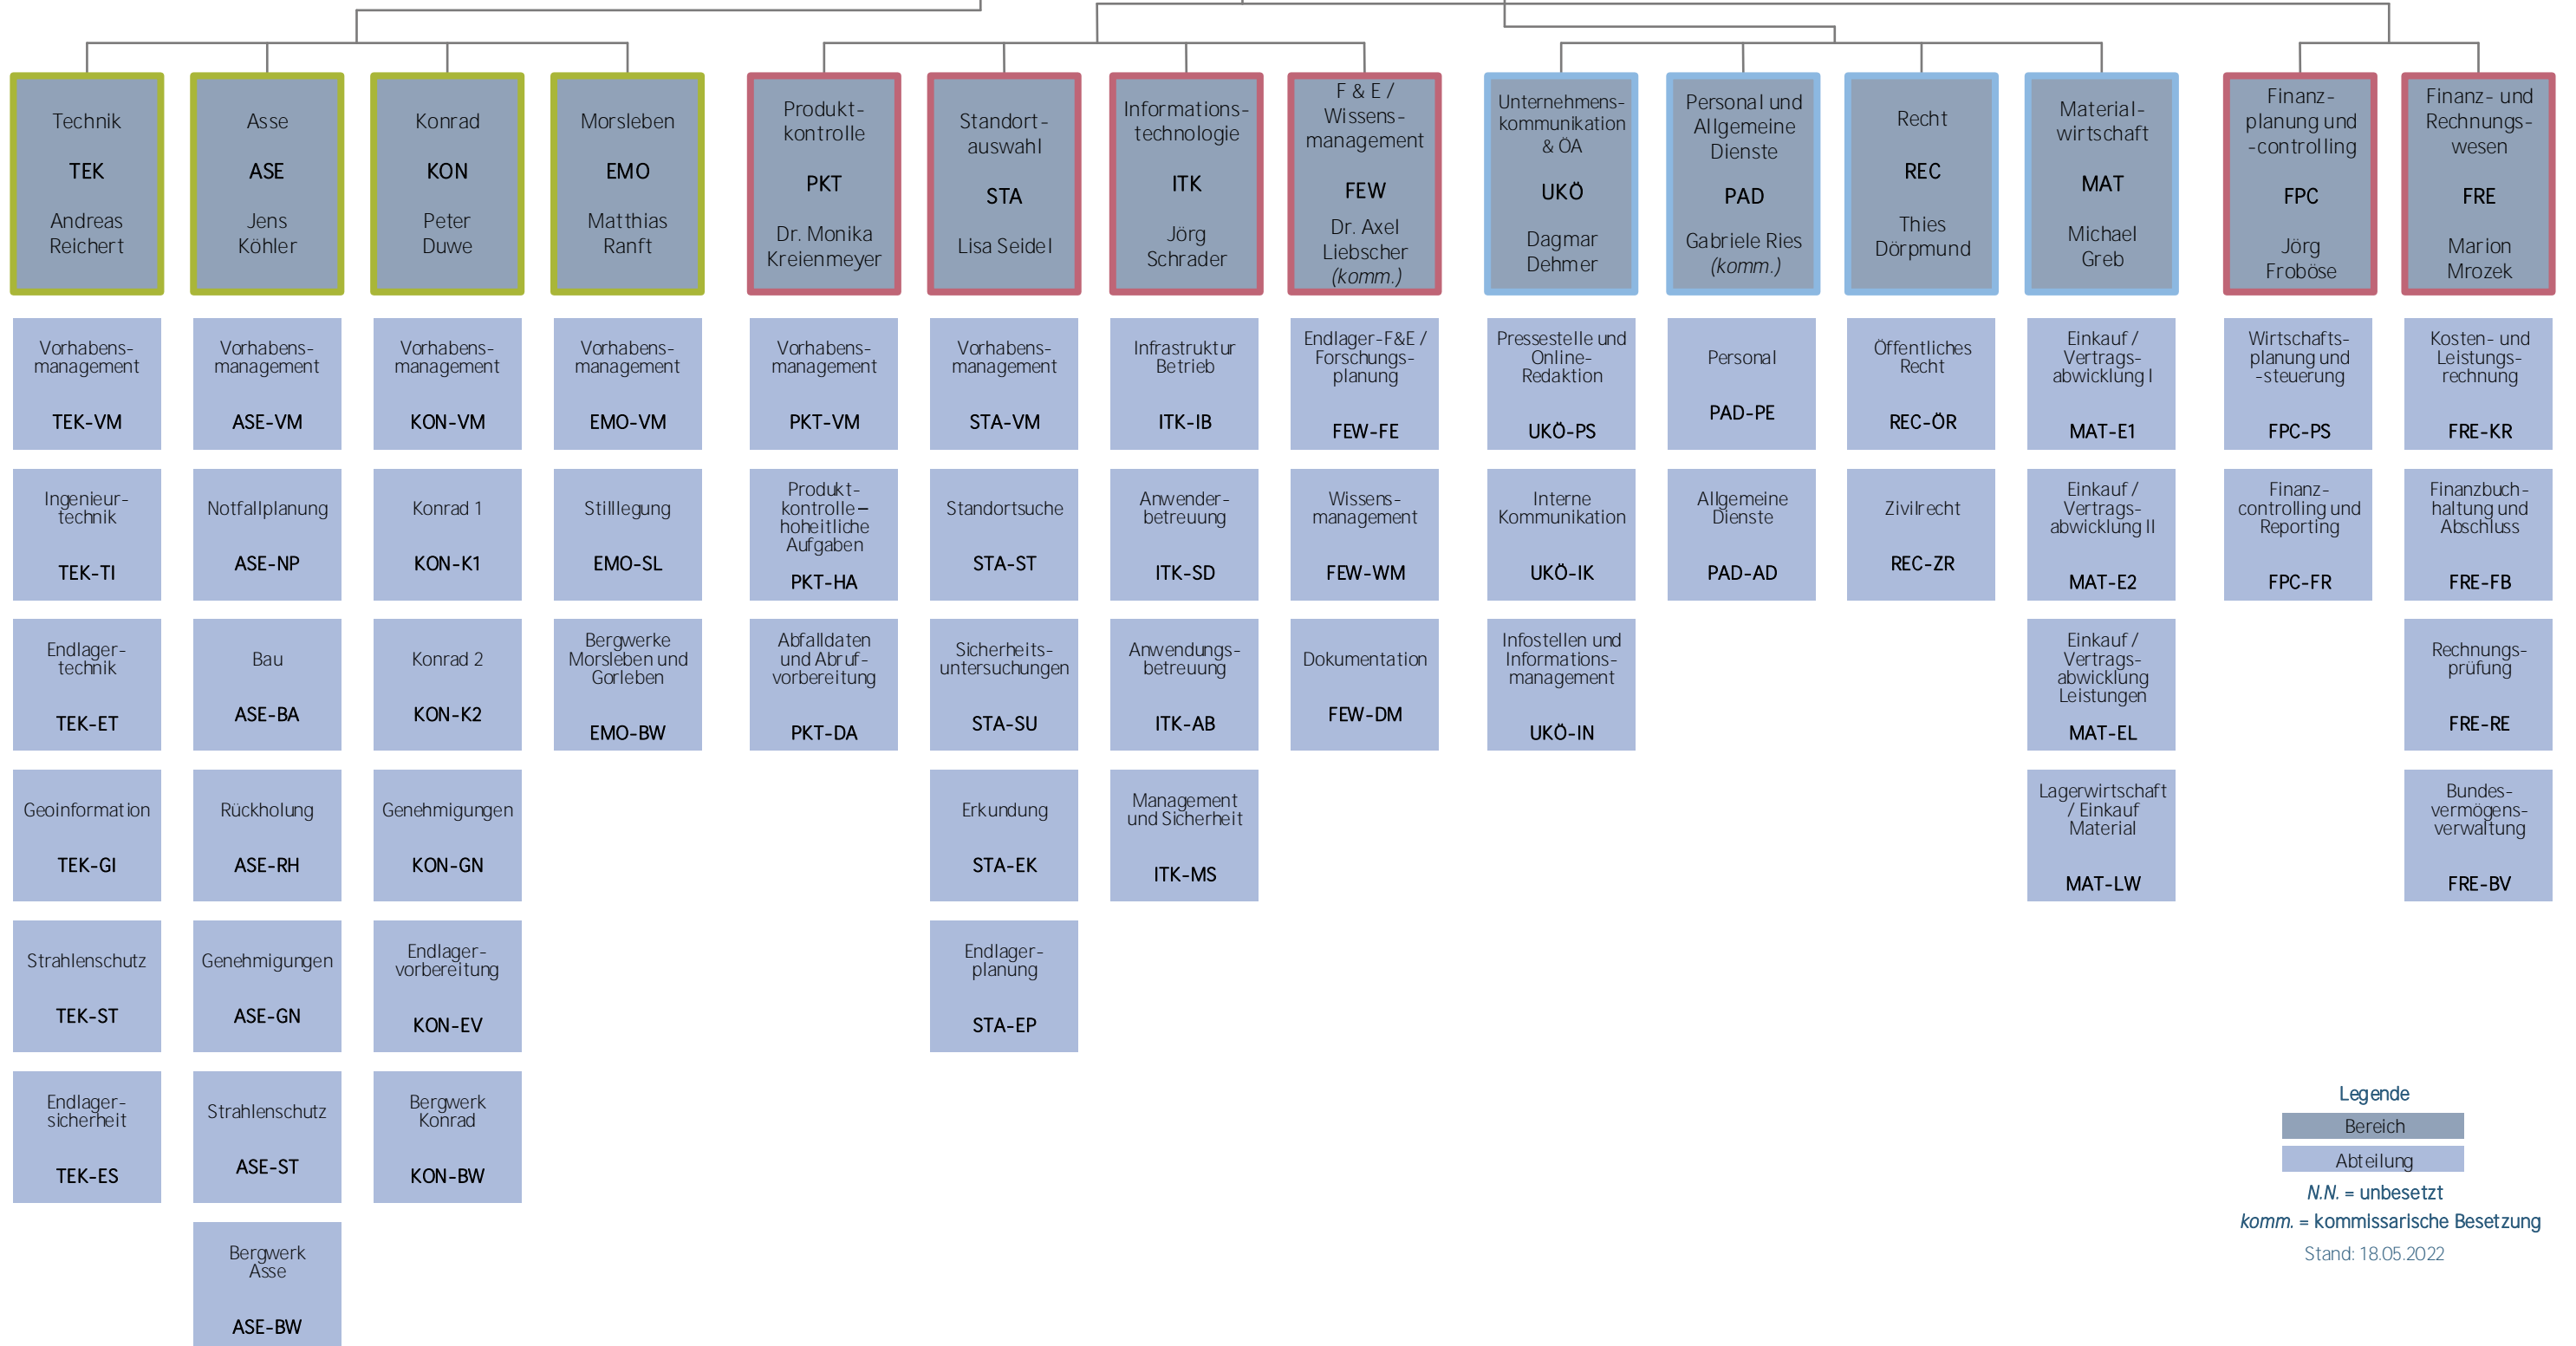 Technik
TEK
Andreas
Reichert
Asse
ASE
Jens
Köhler
Konrad
KON
Peter
Duwe
Morsleben
EMO
Matthias
Ranft
Produkt-
kontrolle
PKT
Dr. Monika
Kreienmeyer
Standort-
auswahl
STA
Lisa Seidel
Informations-
technologie
ITK
Jörg
Schrader
F & E /
Wissens-
management
FEW
Dr. Axel
Liebscher
(komm.)
Unternehmens-
kommunikation
& ÖA
UKÖ
Dagmar
Dehmer
Personal und
Allgemeine
Dienste
PAD
Gabriele Ries
(komm.)
Recht
REC
Thies
Dörpmund
Material-
wirtschaft
MAT
Michael
Greb
Finanz-
planung und
-controlling
FPC
Jörg
Froböse
Finanz- und
Rechnungs-
wesen
FRE
Marion
Mrozek
Vorhabens-
management
TEK-VM
Ingenieur-
technik
TEK-TI
Endlager-
technik
TEK-ET
Geoinformation
TEK-GI
Strahlenschutz
TEK-ST
Endlager-
sicherheit
TEK-ES
Vorhabens-
management
ASE-VM
Notfallplanung
ASE-NP
Bau
ASE-BA
Rückholung
ASE-RH
Genehmigungen
ASE-GN
Strahlenschutz
ASE-ST
Bergwerk
Asse
ASE-BW
Vorhabens-
management
KON-VM
Konrad 1
KON-K1
Konrad 2
KON-K2
Genehmigungen
KON-GN
Endlager-
vorbereitung
KON-EV
Bergwerk
Konrad
KON-BW
Vorhabens-
management
EMO-VM
Stilllegung
EMO-SL
Bergwerke
Morsleben und
Gorleben
EMO-BW
Vorhabens-
management
PKT-VM
Produkt-
kontrolle –
hoheitliche
Aufgaben
PKT-HA
Abfalldaten
und Abruf-
vorbereitung
PKT-DA
Vorhabens-
management
STA-VM
Standortsuche
STA-ST
Sicherheits-
untersuchungen
STA-SU
Erkundung
STA-EK
Endlager-
planung
STA-EP
Infrastruktur
Betrieb
ITK-IB
Anwender-
betreuung
ITK-SD
Anwendungs-
betreuung
ITK-AB
Management
und Sicherheit
ITK-MS
Endlager-F&E /
Forschungs-
planung
FEW-FE
Wissens-
management
FEW-WM
Dokumentation
FEW-DM
Pressestelle und
Online-
Redaktion
UKÖ-PS
Interne
Kommunikation
UKÖ-IK
Infostellen und
Informations-
management
UKÖ-IN
Personal
PAD-PE
Allgemeine
Dienste
PAD-AD
Öffentliches
Recht
REC-ÖR
Zivilrecht
REC-ZR
Einkauf /
Vertrags-
abwicklung I
MAT-E1
Einkauf /
Vertrags-
abwicklung II
MAT-E2
Einkauf /
Vertrags-
abwicklung
Leistungen
MAT-EL
Lagerwirtschaft
/ Einkauf
Material
MAT-LW
Wirtschafts-
planung und
-steuerung
FPC-PS
Finanz-
controlling und
Reporting
FPC-FR
Kosten- und
Leistungs-
rechnung
FRE-KR
Finanzbuch-
haltung und
Abschluss
FRE-FB
Rechnungs-
prüfung
FRE-RE
Bundes-
vermögens-
verwaltung
FRE-BV
Legende
Bereich
Abteilung
N.N. = unbesetzt
komm. = kommissarische Besetzung
Stand: 18.05.2022